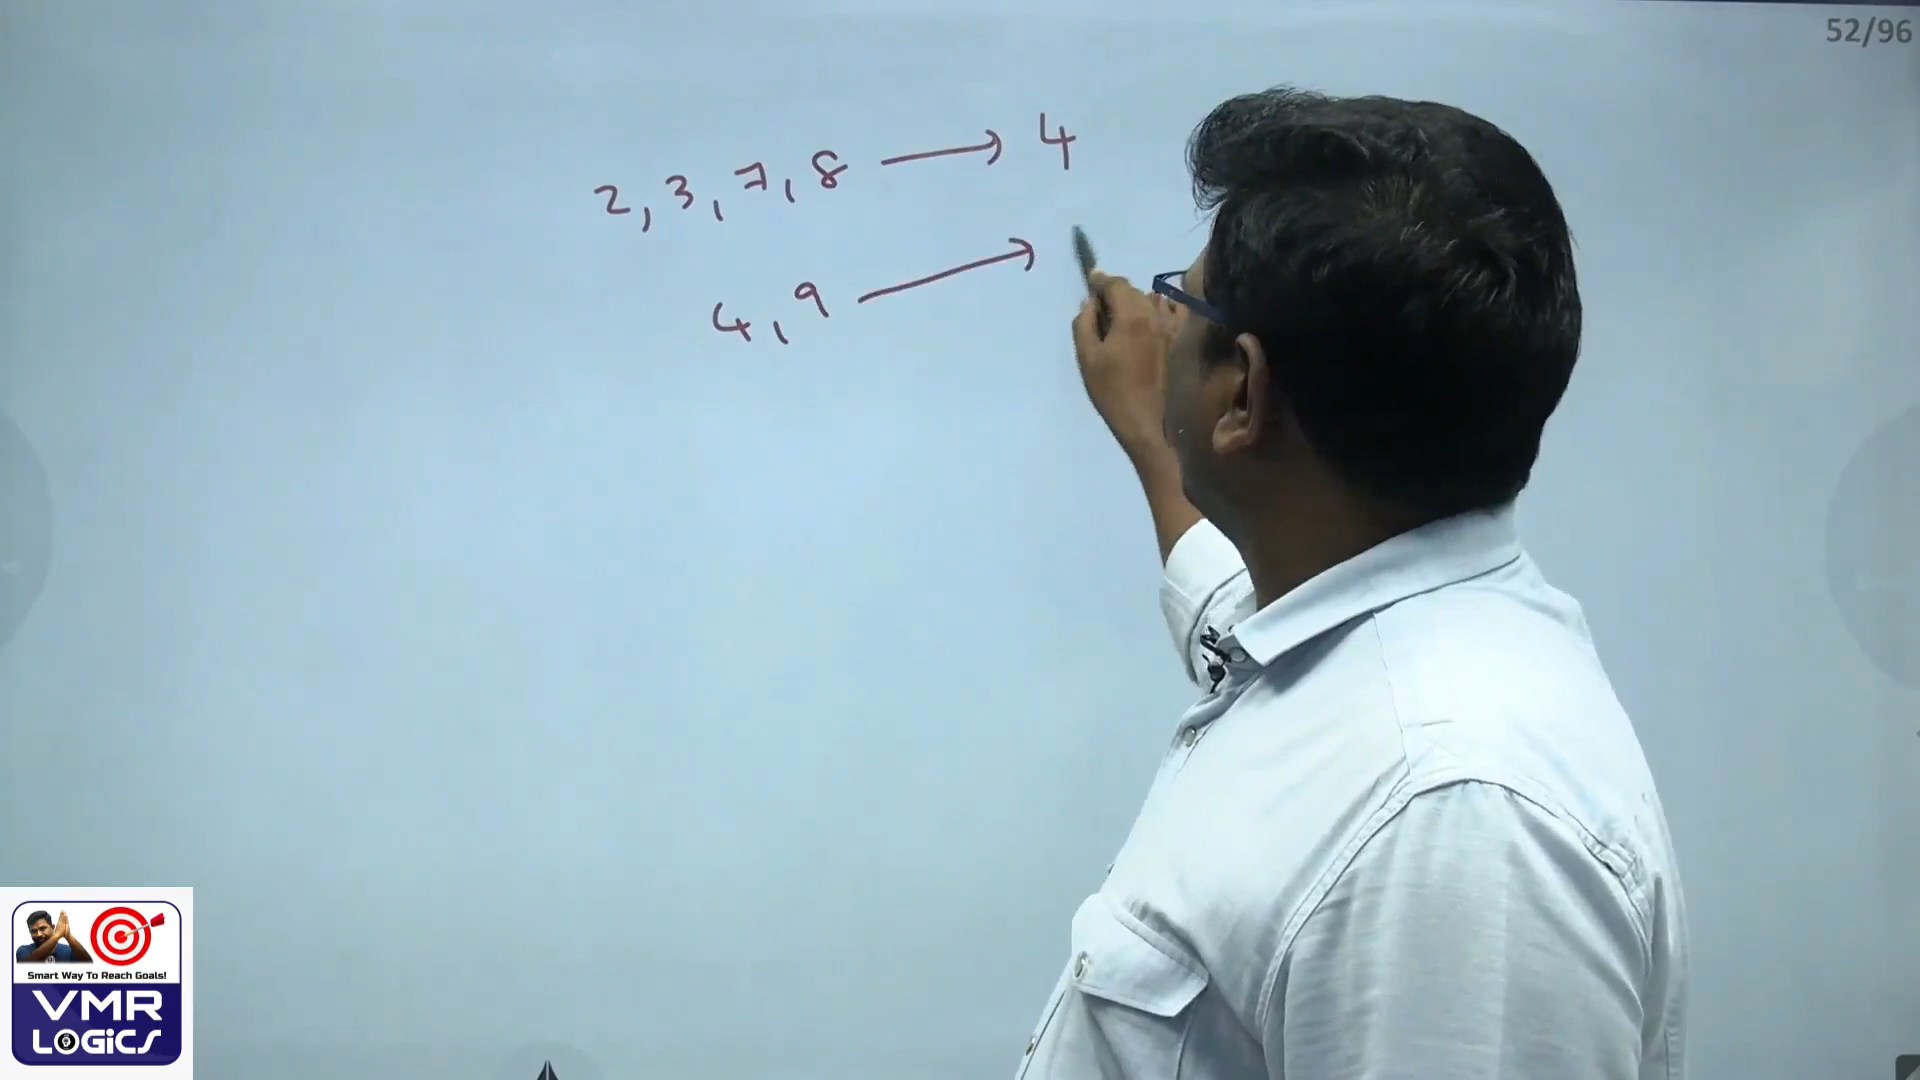 52/96
2, 3, 7, 8 → 4
4, 9 →
Smart Way To Reach Goals!
VMR
LOGICS